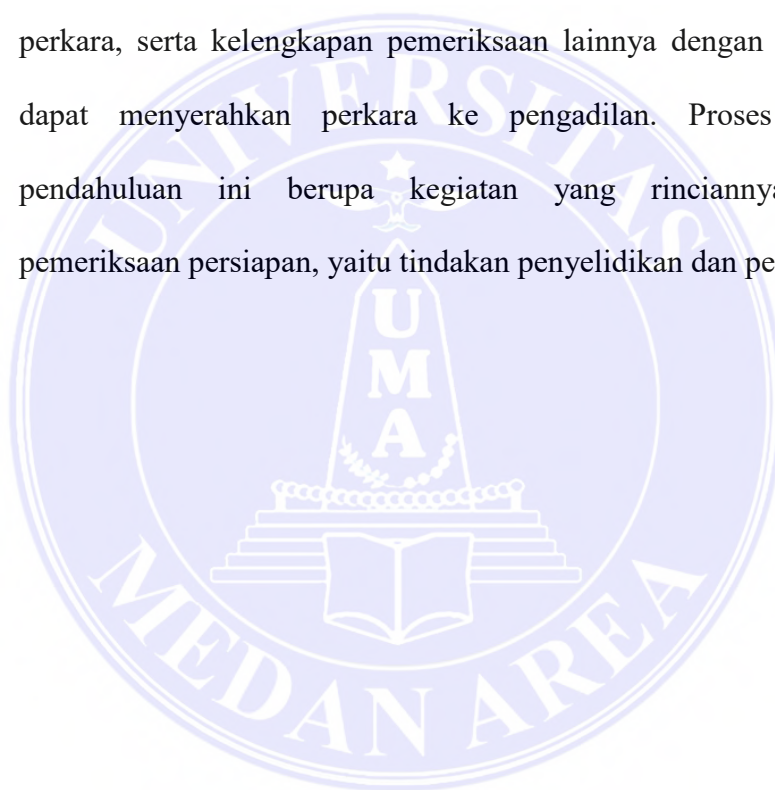 perkara, serta kelengkapan pemeriksaan lainnya dengan
dapat menyerahkan perkara ke pengadilan. Proses
pendahuluan ini berupa kegiatan yang rinciannya
pemeriksaan persiapan, yaitu tindakan penyelidikan dan pe
UNIVERSITAS
UMA
MEDAN AREA